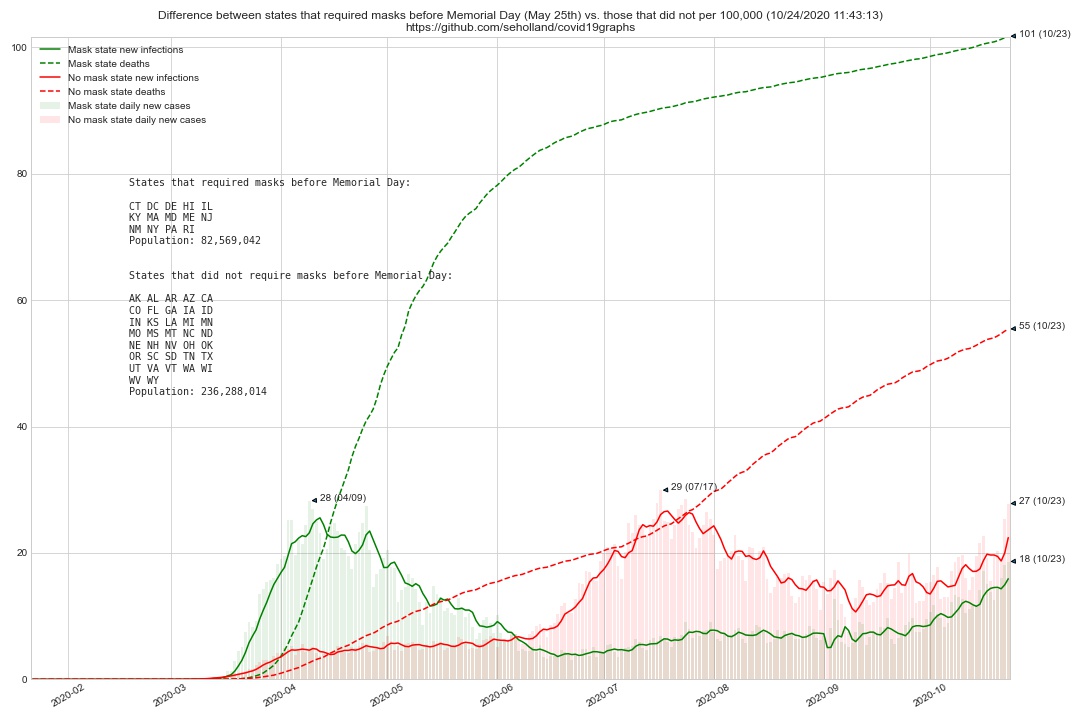 Difference between states that required masks before Memorial Day (May 25th) vs. those that did not per 100,000 (10/24/2020 11:43:13)
https://github.com/seholland/covid19graphs
Mask state new infections
Mask state deaths
No mask state new infections
No mask state deaths
Mask state daily new cases
No mask state daily new cases
States that required masks before Memorial Day:
CT DC DE HI IL
KY MA MD ME NJ
NM NY PA RI
Population: 82,569,042
States that did not require masks before Memorial Day:
AK AL AR AZ CA
CO FL GA IA ID
IN KS LA MI MN
MO MS MT NC ND
NE NH NV OH OK
OR SC SD TN TX
UT VA VT WA WI
WV WY
Population: 236,288,014
101 (10/23)
55 (10/23)
28 (04/09)
29 (07/17)
27 (10/23)
18 (10/23)
100
80
60
40
20
0
2020-02
2020-03
2020-04
2020-05
2020-06
2020-07
2020-08
2020-09
2020-10